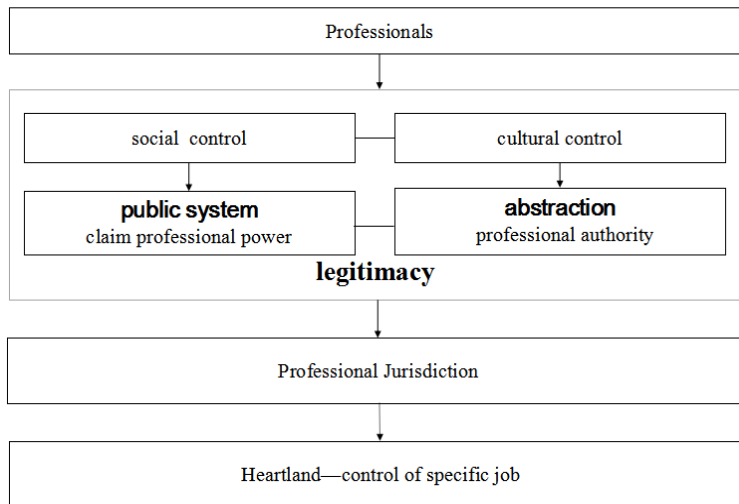 Professionals
social control
cultural control
public system
claim professional power
abstraction
professional authority
legitimacy
Professional Jurisdiction
Heartland—control of specific job